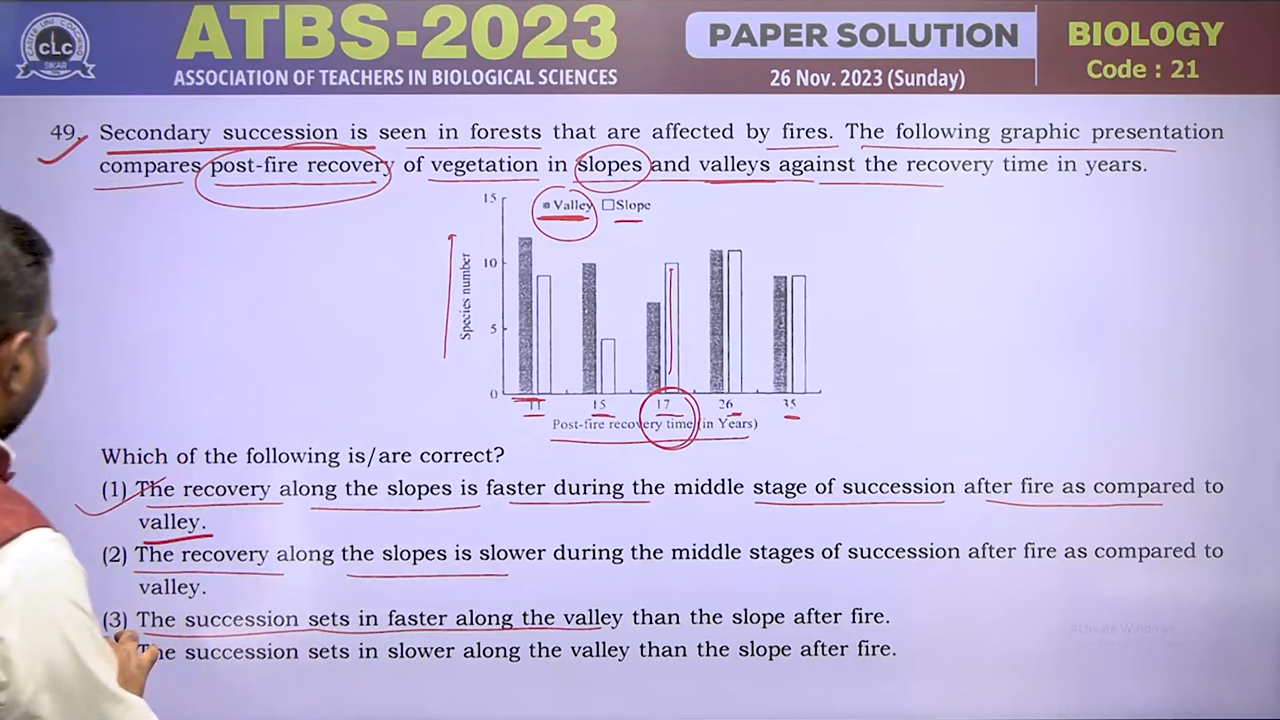 CLC
SIKAR
ATBS-2023
ASSOCIATION OF TEACHERS IN BIOLOGICAL SCIENCES
PAPER SOLUTION
26 Nov. 2023 (Sunday)
BIOLOGY
Code : 21
49. Secondary succession is seen in forests that are affected by fires. The following graphic presentation
compares post-fire recovery of vegetation in slopes and valleys against the recovery time in years.
Valley Slope
Species number
15
10
5
0
11 15 17 26 35
Post-fire recovery time (in Years)
Which of the following is/are correct?
(1) The recovery along the slopes is faster during the middle stage of succession after fire as compared to
valley.
(2) The recovery along the slopes is slower during the middle stages of succession after fire as compared to
valley.
(3) The succession sets in faster along the valley than the slope after fire.
The succession sets in slower along the valley than the slope after fire.
Activate Windows